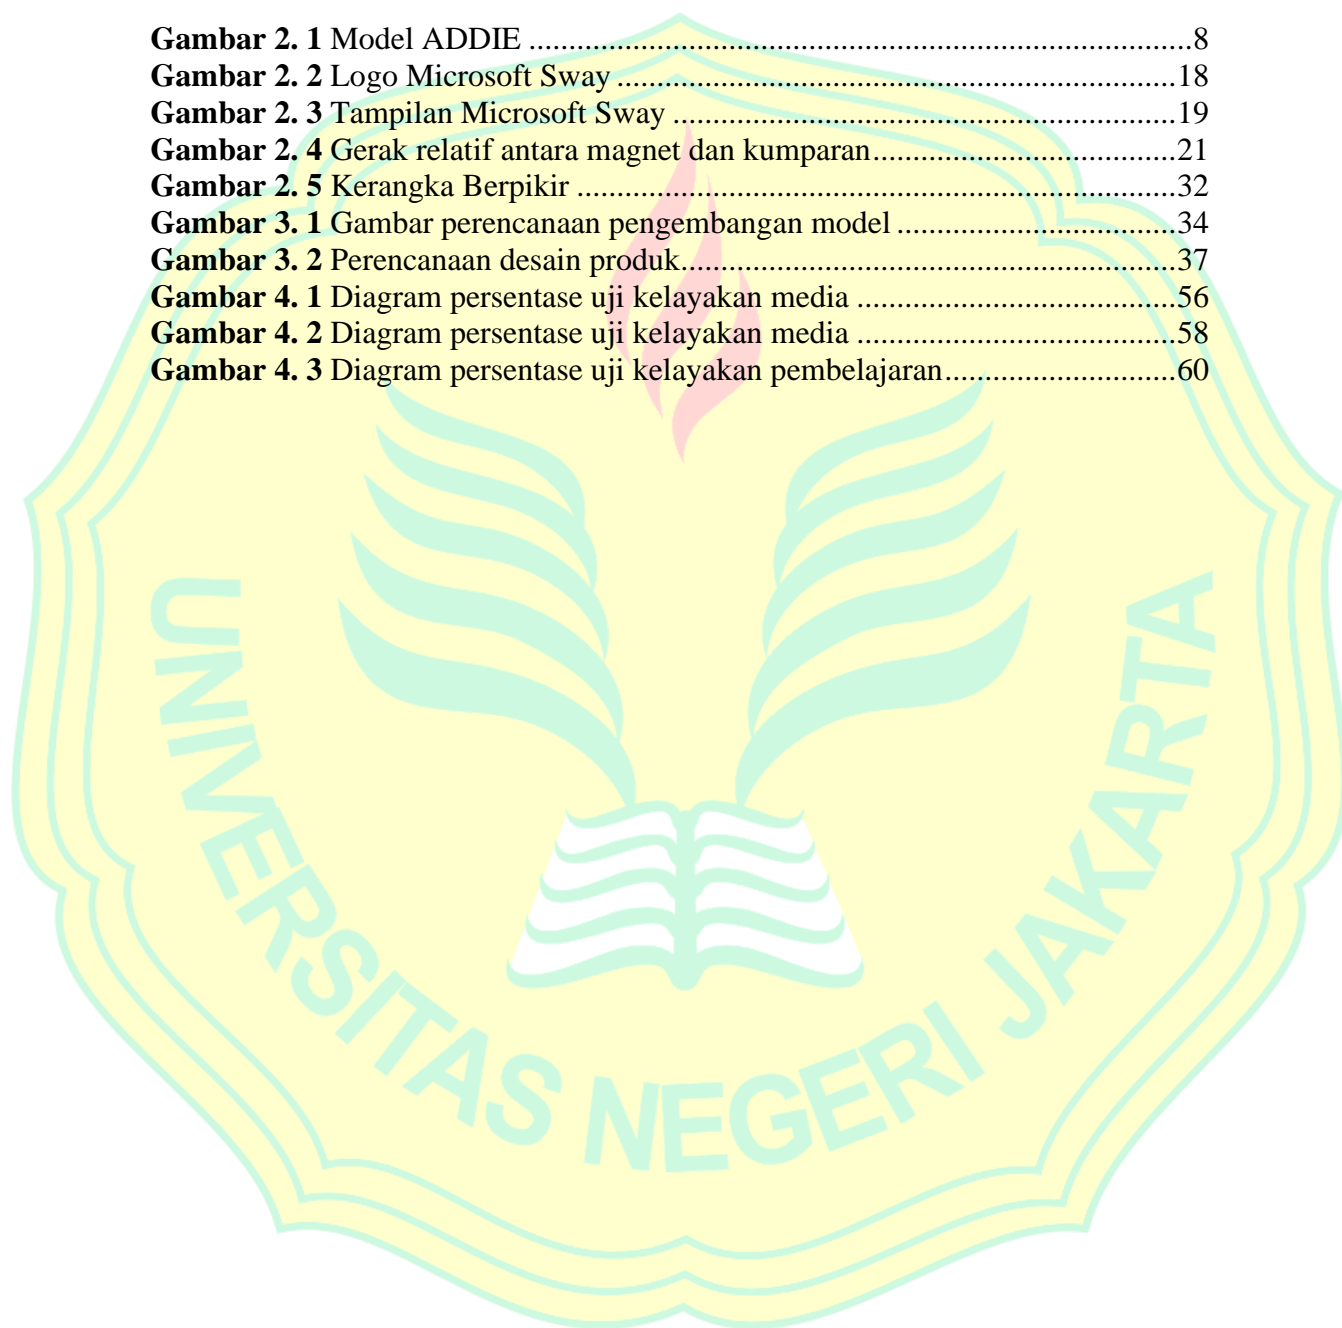 Gambar 2. 1 Model ADDIE ....................................................................................8
Gambar 2. 2 Logo Microsoft Sway .......................................................................18
Gambar 2. 3 Tampilan Microsoft Sway ................................................................19
Gambar 2. 4 Gerak relatif antara magnet dan kumparan.......................................21
Gambar 2. 5 Kerangka Berpikir ............................................................................32
Gambar 3. 1 Gambar perencanaan pengembangan model ...................................34
Gambar 3. 2 Perencanaan desain produk...............................................................37
Gambar 4. 1 Diagram persentase uji kelayakan media .........................................56
Gambar 4. 2 Diagram persentase uji kelayakan media .........................................58
Gambar 4. 3 Diagram persentase uji kelayakan pembelajaran.............................60
UNIVERSITAS NEGERI JAKARTA